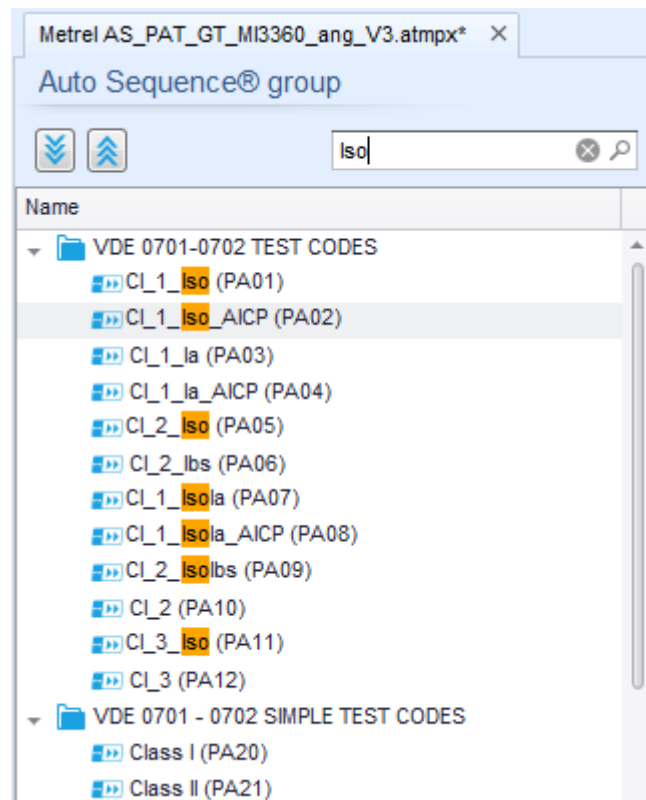 Metrel AS_PAT_GT_MI3360_ang_V3.atmpx*
Auto Sequence® group
Iso
Name
VDE 0701-0702 TEST CODES
Cl_1_Iso (PA01)
Cl_1_Iso_AICP (PA02)
Cl_1_Ia (PA03)
Cl_1_Ia_AICP (PA04)
Cl_2_Iso (PA05)
Cl_2_Ibs (PA06)
Cl_1_IsoIa (PA07)
Cl_1_IsoIa_AICP (PA08)
Cl_2_IsoIbs (PA09)
Cl_2 (PA10)
Cl_3_Iso (PA11)
Cl_3 (PA12)
VDE 0701 - 0702 SIMPLE TEST CODES
Class I (PA20)
Class II (PA21)